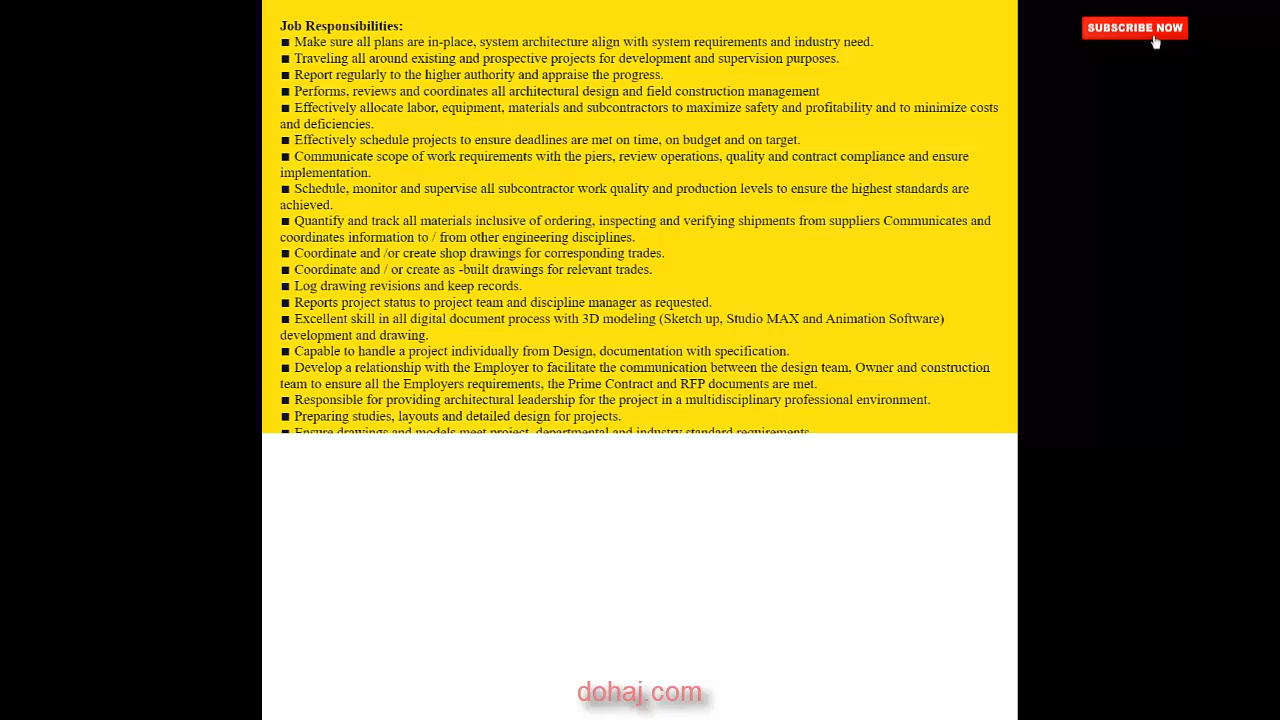 Job Responsibilities:
■ Make sure all plans are in-place, system architecture align with system requirements and industry need.
■ Traveling all around existing and prospective projects for development and supervision purposes.
■ Report regularly to the higher authority and appraise the progress.
■ Performs, reviews and coordinates all architectural design and field construction management
■ Effectively allocate labor, equipment, materials and subcontractors to maximize safety and profitability and to minimize costs
and deficiencies.
■ Effectively schedule projects to ensure deadlines are met on time, on budget and on target.
■ Communicate scope of work requirements with the piers, review operations, quality and contract compliance and ensure
implementation.
■ Schedule, monitor and supervise all subcontractor work quality and production levels to ensure the highest standards are
achieved.
■ Quantify and track all materials inclusive of ordering, inspecting and verifying shipments from suppliers Communicates and
coordinates information to / from other engineering disciplines.
■ Coordinate and /or create shop drawings for corresponding trades.
■ Coordinate and / or create as -built drawings for relevant trades.
■ Log drawing revisions and keep records.
■ Reports project status to project team and discipline manager as requested.
■ Excellent skill in all digital document process with 3D modeling (Sketch up, Studio MAX and Animation Software)
development and drawing.
■ Capable to handle a project individually from Design, documentation with specification.
■ Develop a relationship with the Employer to facilitate the communication between the design team, Owner and construction
team to ensure all the Employers requirements, the Prime Contract and RFP documents are met.
■ Responsible for providing architectural leadership for the project in a multidisciplinary professional environment.
■ Preparing studies, layouts and detailed design for projects.
■ Ensure drawings and models meet project, departmental and industry standard requirements.
SUBSCRIBE NOW
dohaj.com